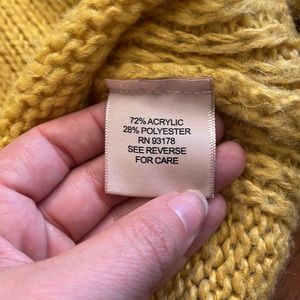 72% ACRYLIC
28% POLYESTER
RN 93178
SEE REVERSE
FOR CARE